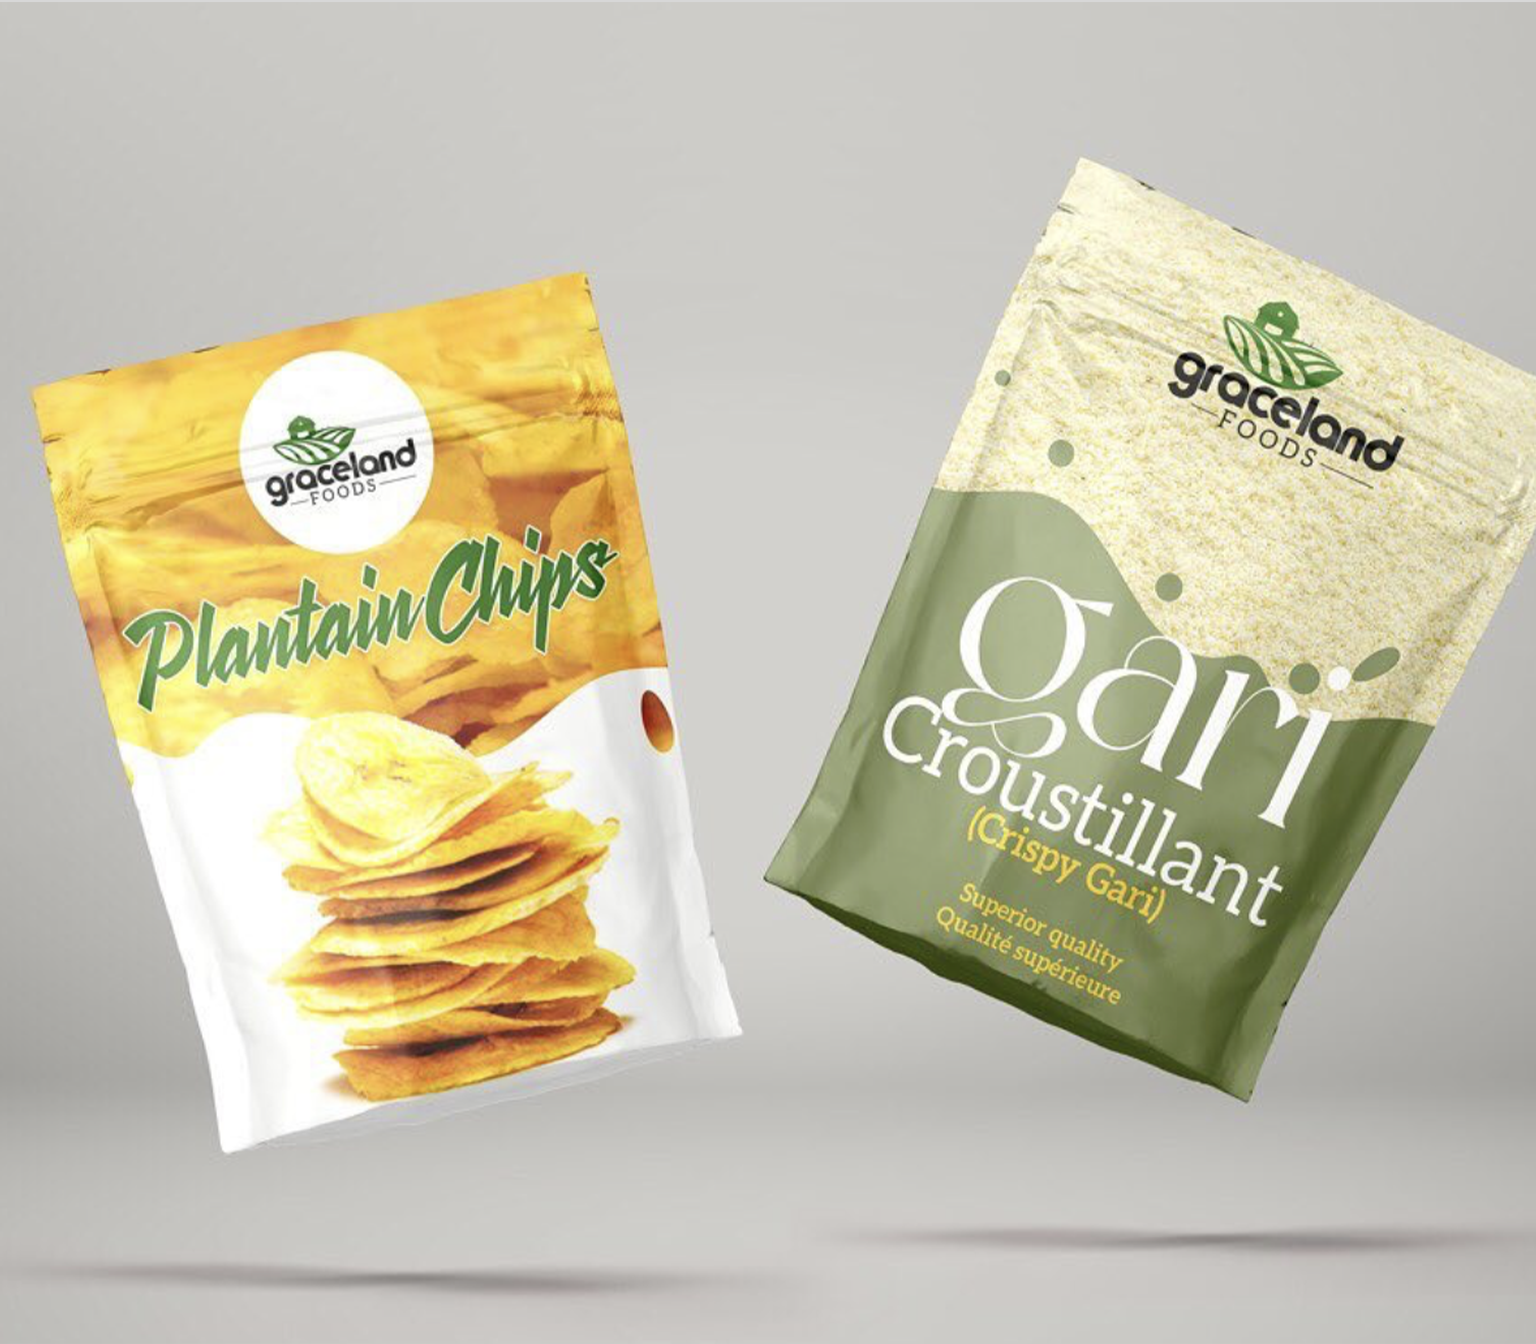 graceland
FOODS
Plantain Chips
graceland
FOODS
gari
Croustillant
(Crispy Gari)
Superior quality
Qualité supérieure